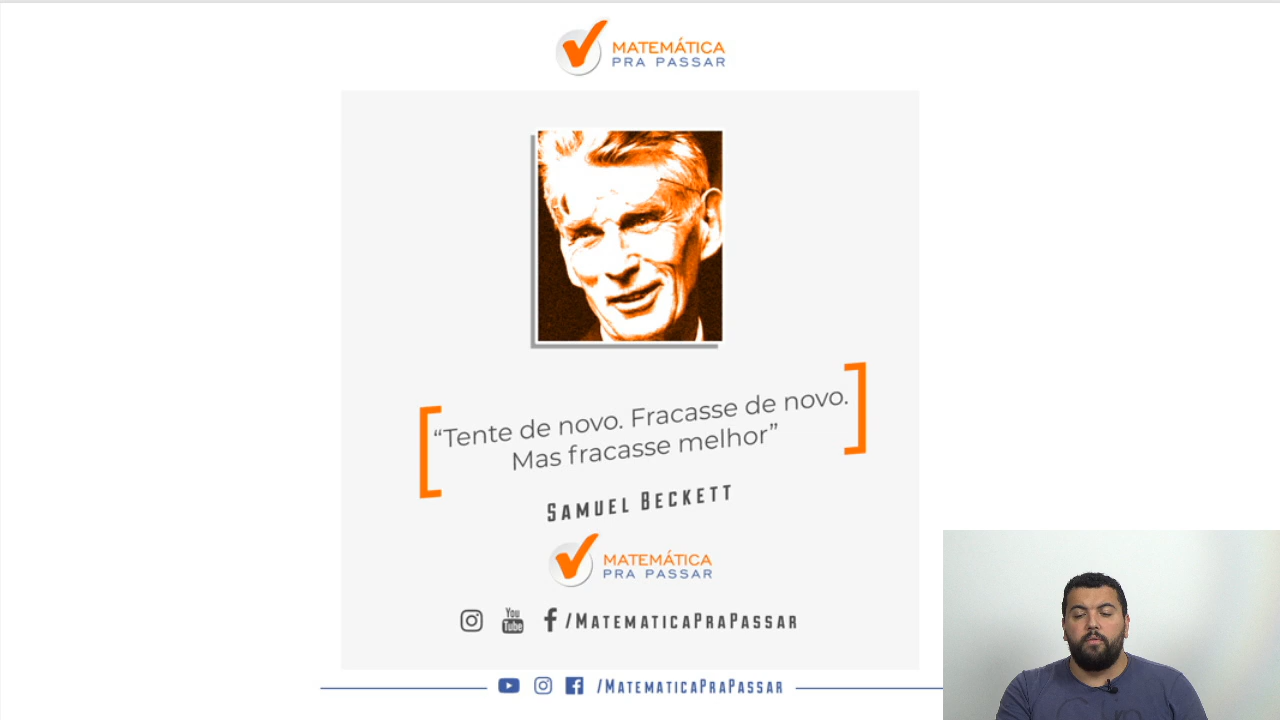 MATEMÁTICA
PRA PASSAR
“Tente de novo. Fracasse de novo.
Mas fracasse melhor”
SAMUEL BECKETT
MATEMÁTICA
PRA PASSAR
You
Tube
/MATEMATICAPRAPASSAR
/MATEMATICAPRAPASSAR